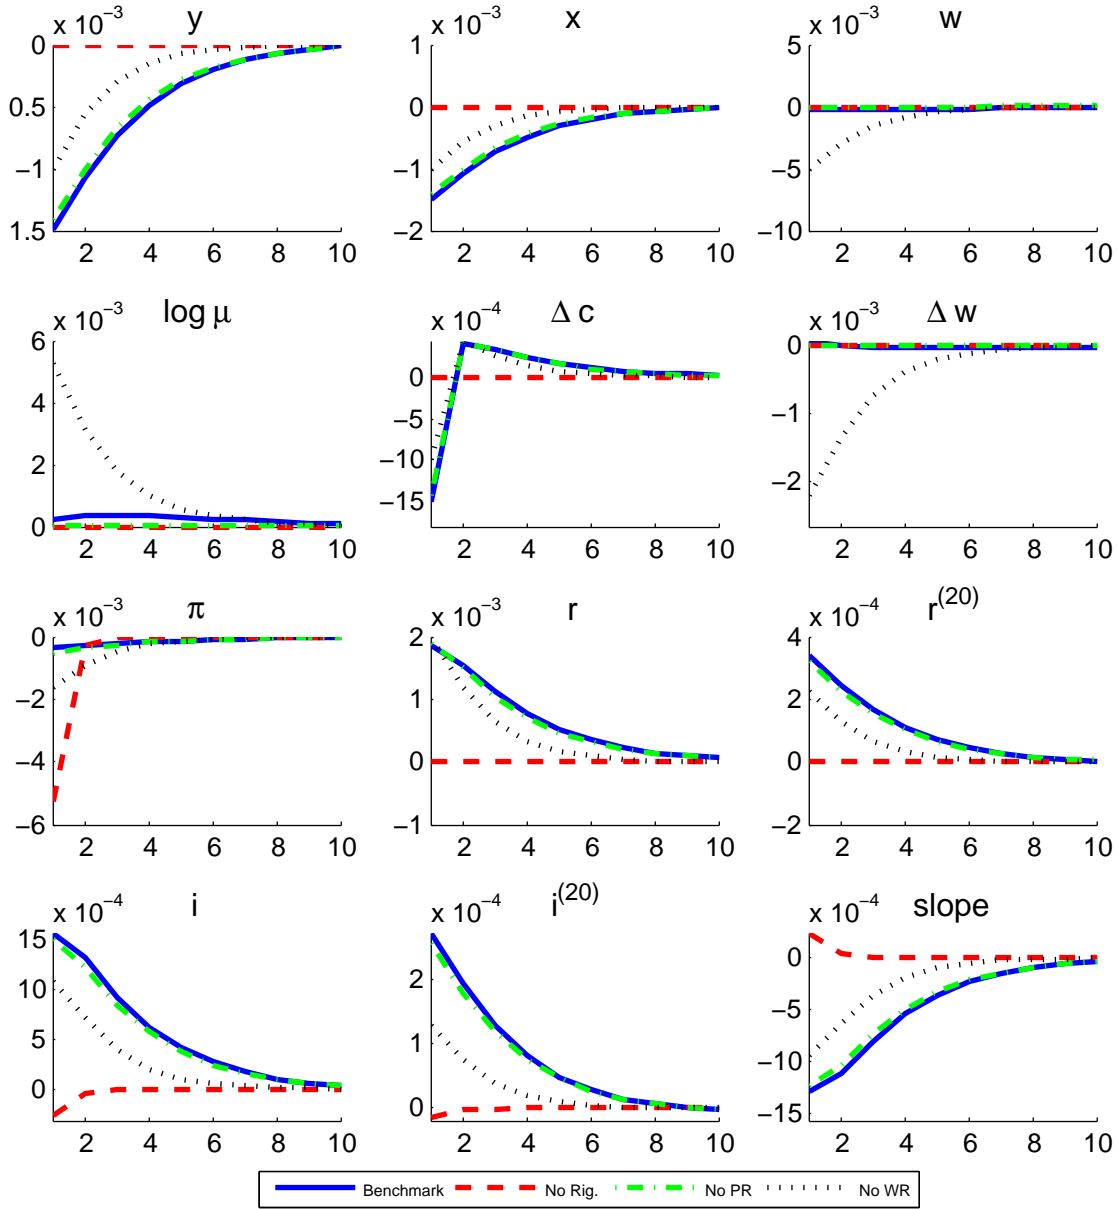 y
x 10⁻³
0
0.5
−1
1.5
2 4 6 8 10
x
x 10⁻³
1
0
−1
−2
2 4 6 8 10
w
x 10⁻³
5
0
−5
−10
2 4 6 8 10
log μ
x 10⁻³
6
4
2
0
2 4 6 8 10
Δ c
x 10⁻⁴
0
−5
−10
−15
2 4 6 8 10
Δ w
x 10⁻³
0
−1
−2
2 4 6 8 10
π
x 10⁻³
0
−2
−4
−6
2 4 6 8 10
r
x 10⁻³
2
1
0
−1
2 4 6 8 10
r⁽²⁰⁾
x 10⁻⁴
4
2
0
−2
2 4 6 8 10
i
x 10⁻⁴
15
10
5
0
2 4 6 8 10
i⁽²⁰⁾
x 10⁻⁴
2
0
2 4 6 8 10
slope
x 10⁻⁴
0
−5
−10
−15
2 4 6 8 10
Benchmark No Rig. No PR No WR